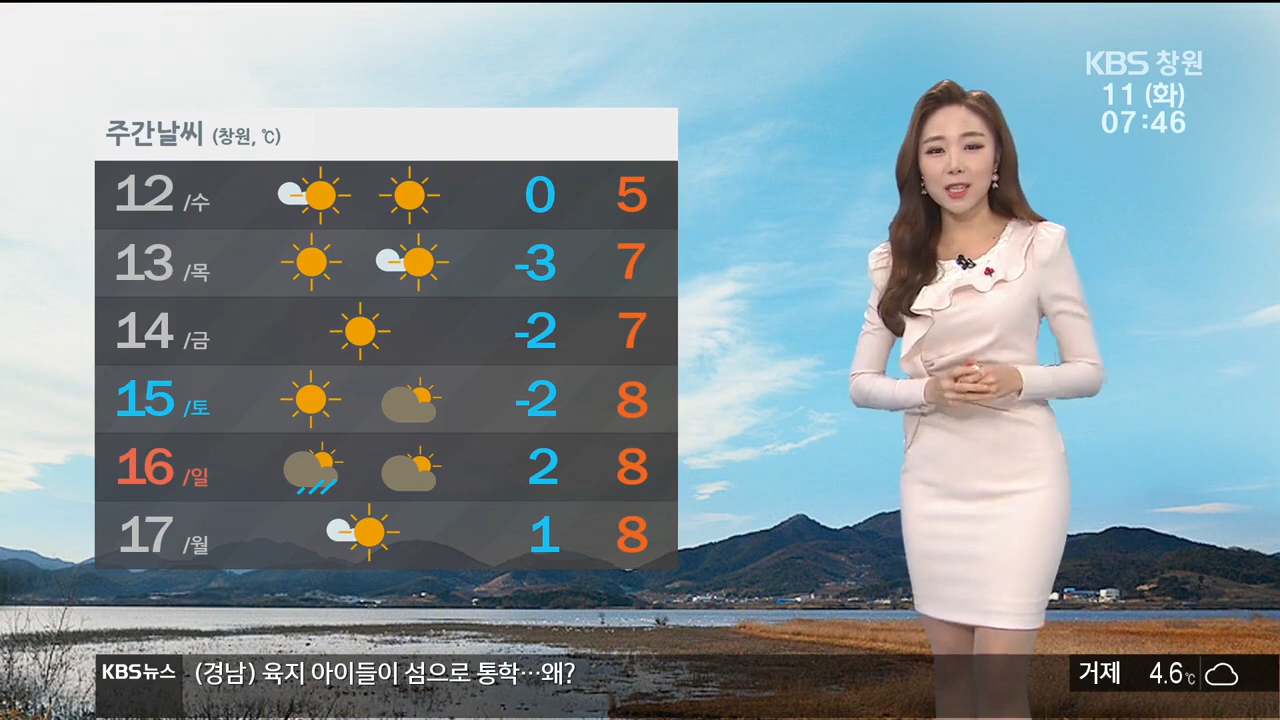 KBS 창원
11 (화)
07:46
주간날씨 (창원, ℃)
12 /수 0 5
13 /목 -3 7
14 /금 -2 7
15 /토 -2 8
16 /일 2 8
17 /월 1 8
KBS뉴스 (경남) 육지 아이들이 섬으로 통학…왜?
거제 4.6℃